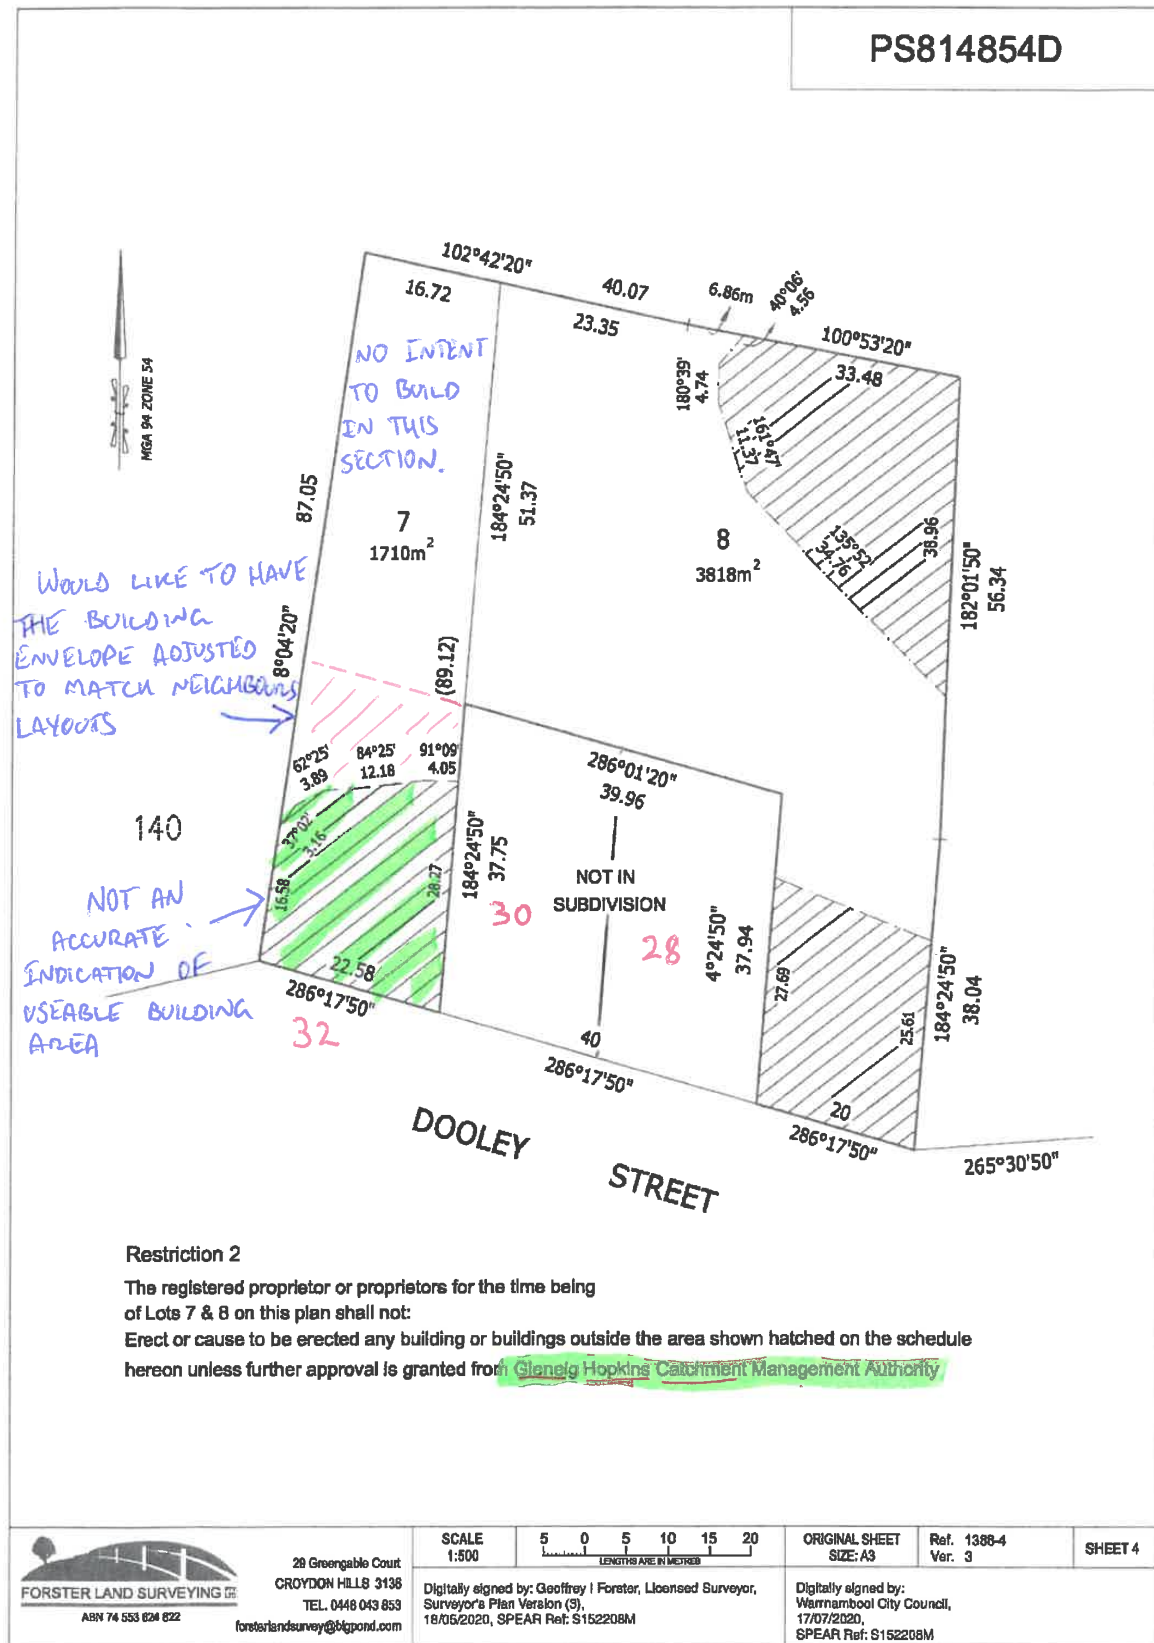 PS814854D
102°42'20"
16.72
40.07
23.35
6.86m
40°06'
4.56
100°53'20"
33.48
180°39'
4.74
161°47'
11.37
135°52'
34.76
38.96
182°01'50"
56.34
MGA 94 ZONE 54
NO INTENT
TO BUILD
IN THIS
SECTION.
87.05
7
1710m²
184°24'50"
51.37
8
3818m²
WOULD LIKE TO HAVE
THE BUILDING
ENVELOPE ADJUSTED
TO MATCH NEIGHBOURS
LAYOUTS
8°04'20"
(89.12)
62°25'
3.89
84°25'
12.18
91°09'
4.05
286°01'20"
39.96
140
37°02'
3.16
16.58
28.27
184°24'50"
37.75
NOT IN
SUBDIVISION
30
28
4°24'50"
37.94
27.69
25.61
184°24'50"
38.04
NOT AN
ACCURATE
INDICATION OF
USEABLE BUILDING
AREA
22.58
286°17'50"
32
40
286°17'50"
20
286°17'50"
265°30'50"
DOOLEY STREET
Restriction 2
The registered proprietor or proprietors for the time being
of Lots 7 & 8 on this plan shall not:
Erect or cause to be erected any building or buildings outside the area shown hatched on the schedule
hereon unless further approval is granted from Glenelg Hopkins Catchment Management Authority
FORSTER LAND SURVEYING
ABN 74 553 624 822
29 Greengable Court
CROYDON HILLS 3136
TEL. 0448 043 853
forsterlandsurvey@bigpond.com
SCALE
1:500
5 0 5 10 15 20
LENGTHS ARE IN METRES
ORIGINAL SHEET
SIZE: A3
Ref. 1388-4
Ver. 3
SHEET 4
Digitally signed by: Geoffrey I Forster, Licensed Surveyor,
Surveyor's Plan Version (3),
18/05/2020, SPEAR Ref: S152208M
Digitally signed by:
Warrnambool City Council,
17/07/2020,
SPEAR Ref: S152208M